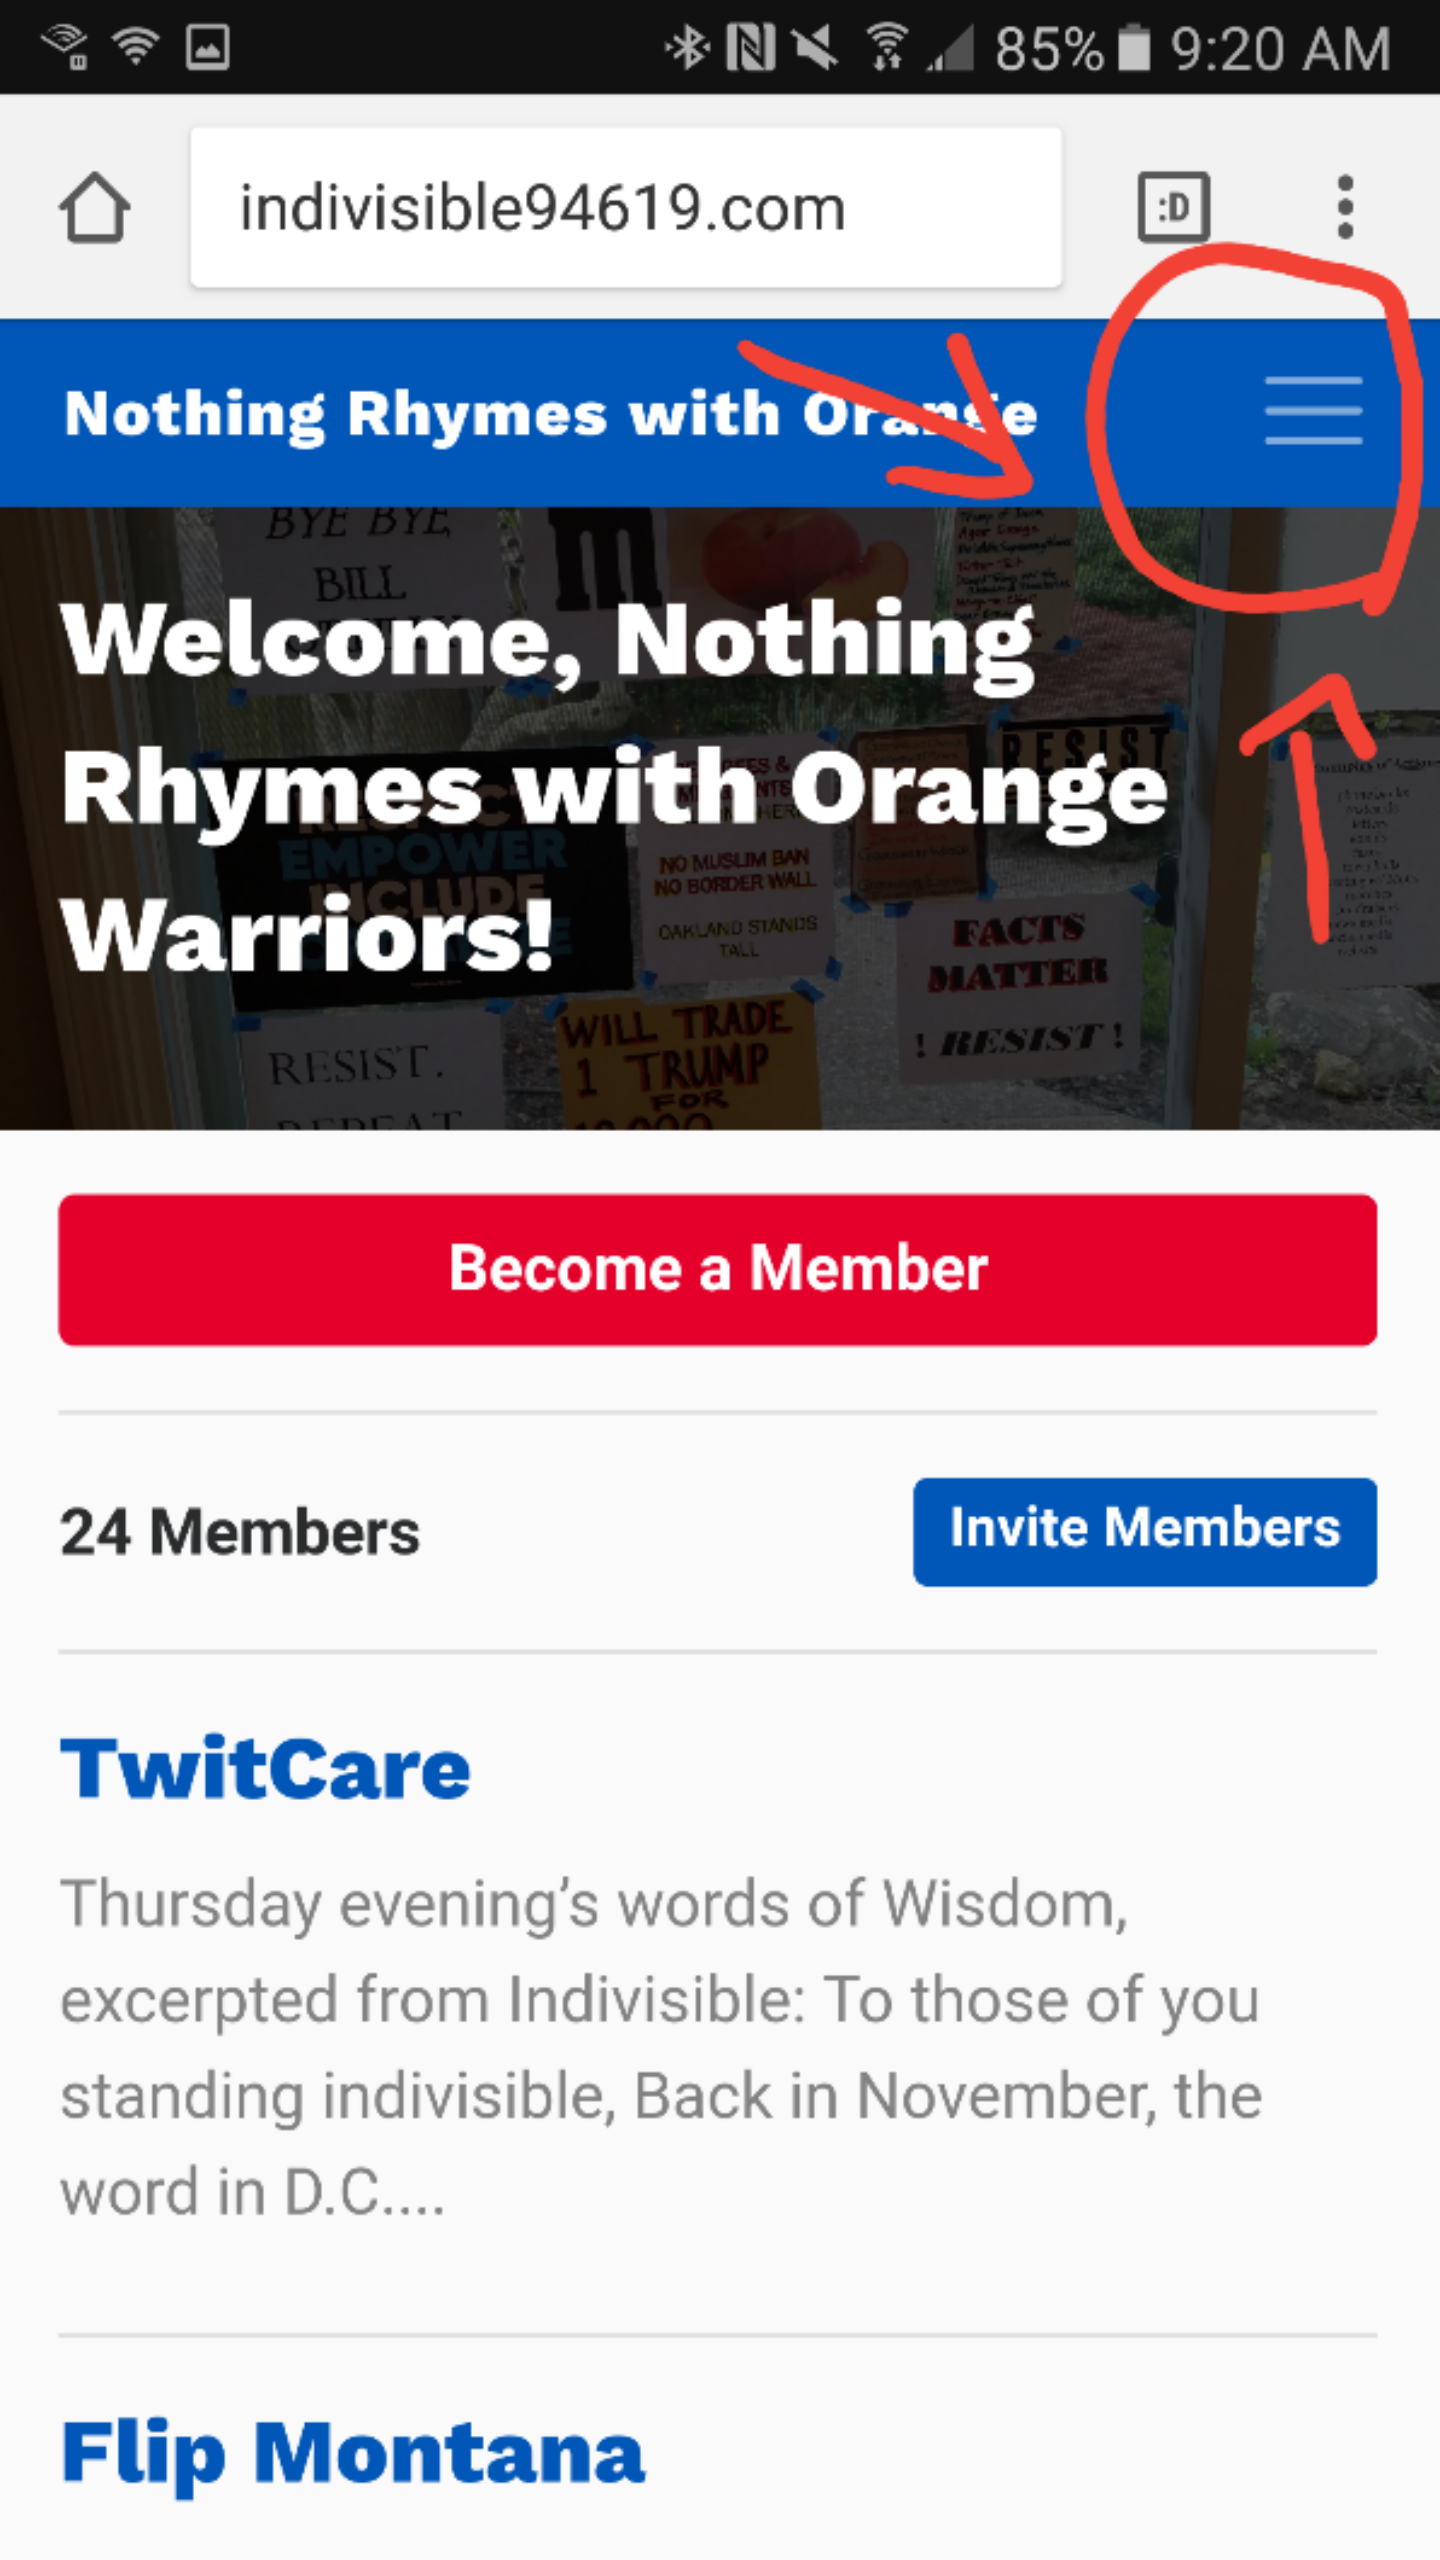 85% 9:20 AM
indivisible94619.com
:D
Nothing Rhymes with Orange
BYE BYE,
BILL
Welcome, Nothing
Rhymes with Orange
Warriors!
RESIST
EMPOWER
INCLUDE
NO MUSLIM BAN
NO BORDER WALL
OAKLAND STANDS
TALL
FACTS
MATTER
! RESIST !
RESIST.
REPEAT
WILL TRADE
1 TRUMP
FOR
Become a Member
24 Members
Invite Members
TwitCare
Thursday evening’s words of Wisdom,
excerpted from Indivisible: To those of you
standing indivisible, Back in November, the
word in D.C....
Flip Montana